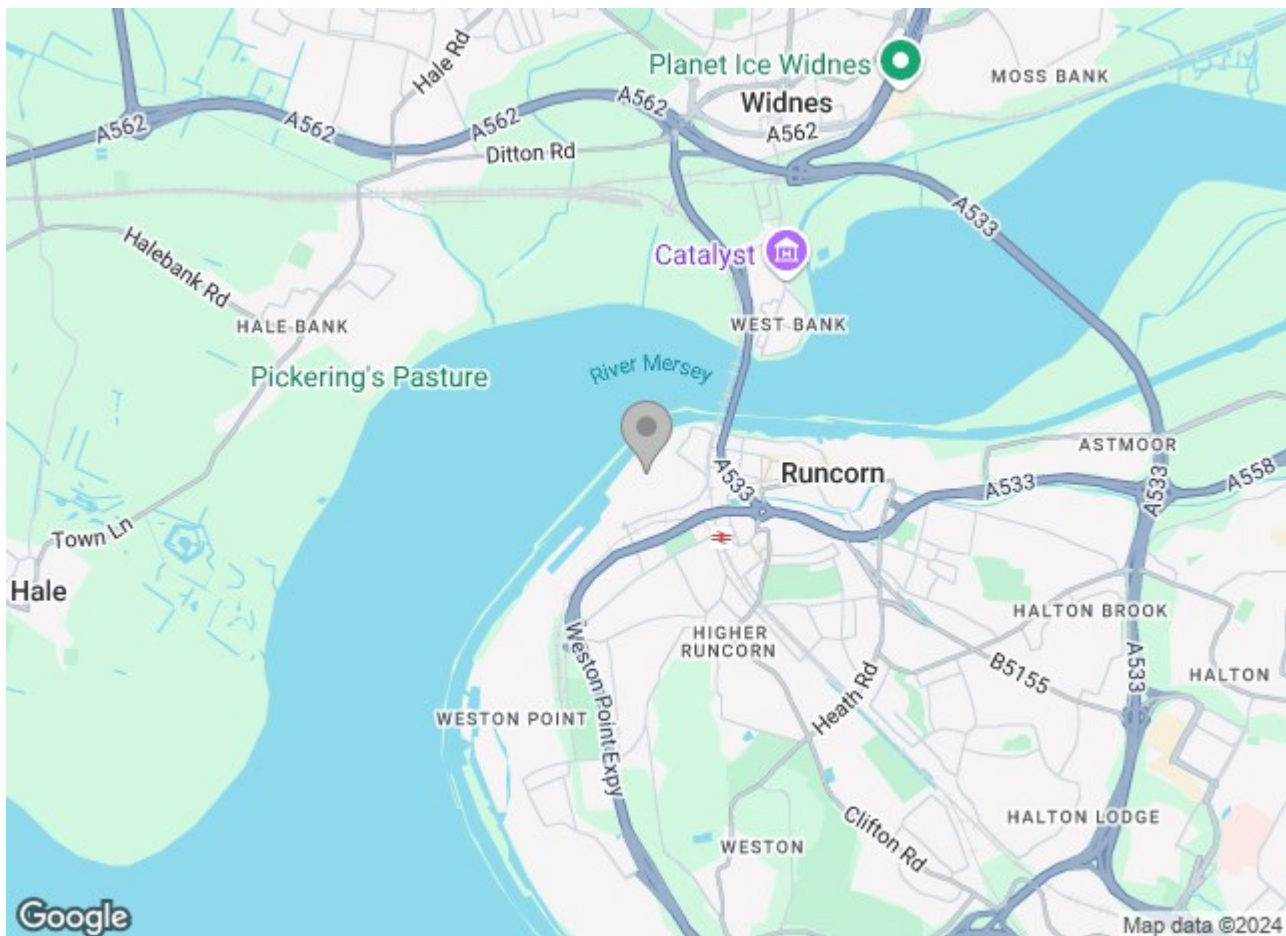 Hale Rd
Planet Ice Widnes
MOSS BANK
Widnes
A562
A562
A562
A562
A562
Ditton Rd
A533
Halebank Rd
Catalyst
HALE BANK
WEST BANK
River Mersey
Pickering's Pasture
ASTMOOR
A533
Runcorn
A533
A533
A558
Town Ln
Hale
HALTON BROOK
HIGHER
RUNCORN
Weston Point Expy
B5155
A533
HALTON
Heath Rd
WESTON POINT
Clifton Rd
HALTON LODGE
WESTON
Google
Map data ©2024